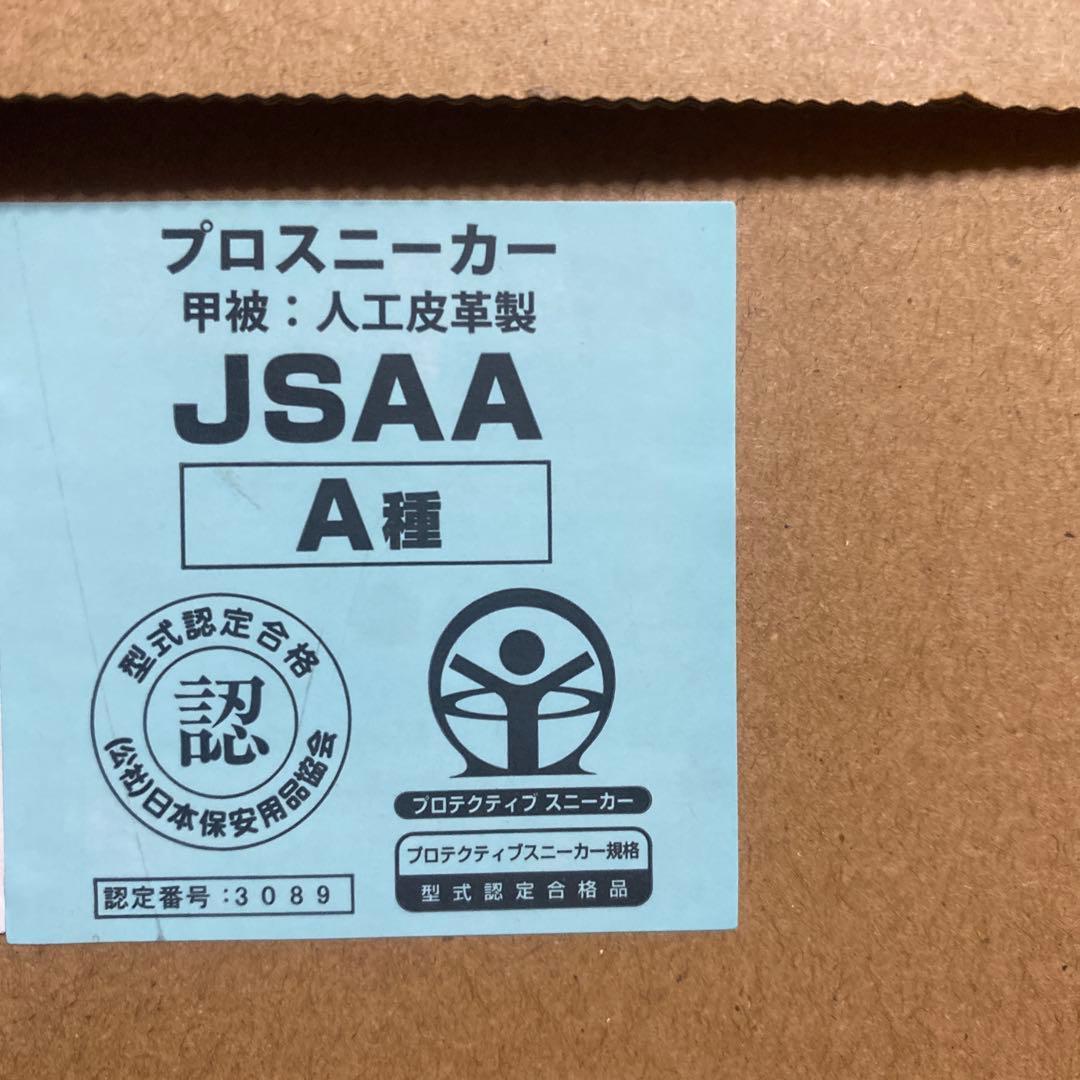 プロスニーカー
甲被：人工皮革製
JSAA
A種
型式認定合格
認
(公社)日本保安用品協会
認定番号:3089
プロテクティブ スニーカー
プロテクティブスニーカー規格
型式認定合格品